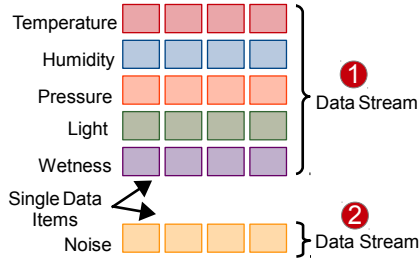 Temperature
Humidity
Pressure
Light
Wetness
1
Data Stream
Single Data
Items
Noise
2
Data Stream